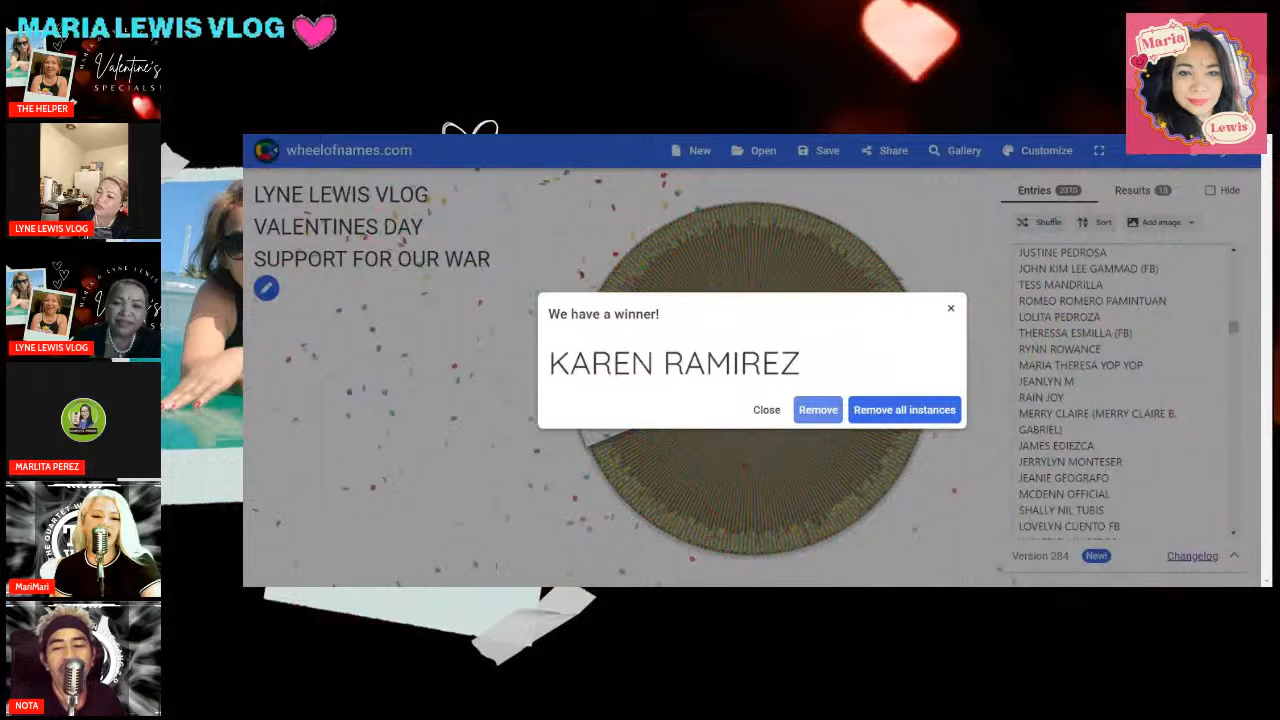 MARIA LEWIS VLOG
Valentine's
SPECIALS!
THE HELPER
LYNE LEWIS VLOG
LYNE LEWIS VLOG
MARLITA PEREZ
MariMari
NOTA
Maria
Lewis
wheelofnames.com
New
Open
Save
Share
Gallery
Customize
LYNE LEWIS VLOG
VALENTINES DAY
SUPPORT FOR OUR WAR
We have a winner!
KAREN RAMIREZ
Close
Remove
Remove all instances
Entries 2310
Results 13
Hide
Shuffle
Sort
Add image
JUSTINE PEDROSA
JOHN KIM LEE GAMMAD (FB)
TESS MANDRILLA
ROMEO ROMERO PAMINTUAN
LOLITA PEDROZA
THERESSA ESMILLA (FB)
RYNN ROWANCE
MARIA THERESA YOP YOP
JEANLYN M
RAIN JOY
MERRY CLAIRE (MERRY CLAIRE B.
GABRIEL)
JAMES EDIEZCA
JERRYLYN MONTESER
JEANIE GEOGRAFO
MCDENN OFFICIAL
SHALLY NIL TUBIS
LOVELYN CUENTO FB
Version 284
New!
Changelog